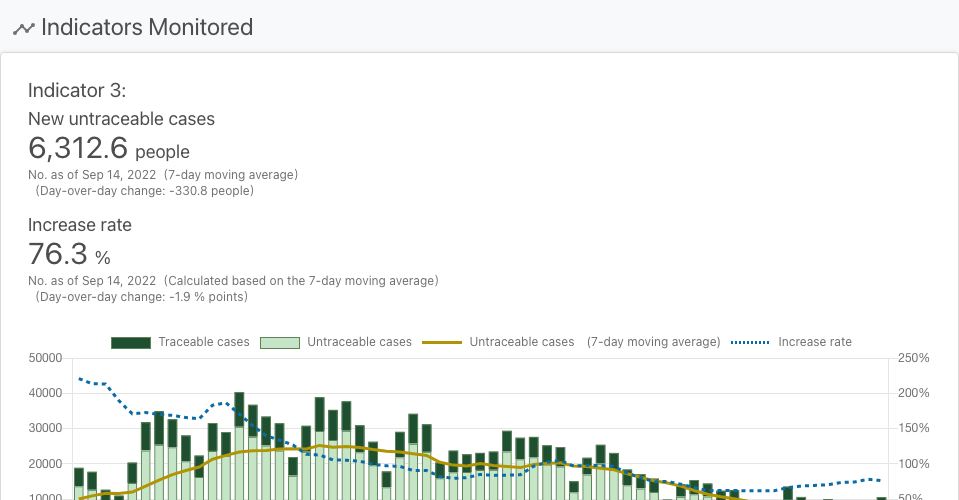 Indicators Monitored
Indicator 3:
New untraceable cases
6,312.6 people
No. as of Sep 14, 2022 (7-day moving average)
(Day-over-day change: -330.8 people)
Increase rate
76.3 %
No. as of Sep 14, 2022 (Calculated based on the 7-day moving average)
(Day-over-day change: -1.9 % points)
Traceable cases Untraceable cases Untraceable cases (7-day moving average) Increase rate
50000 250%
40000 200%
30000 150%
20000 100%
10000 50%